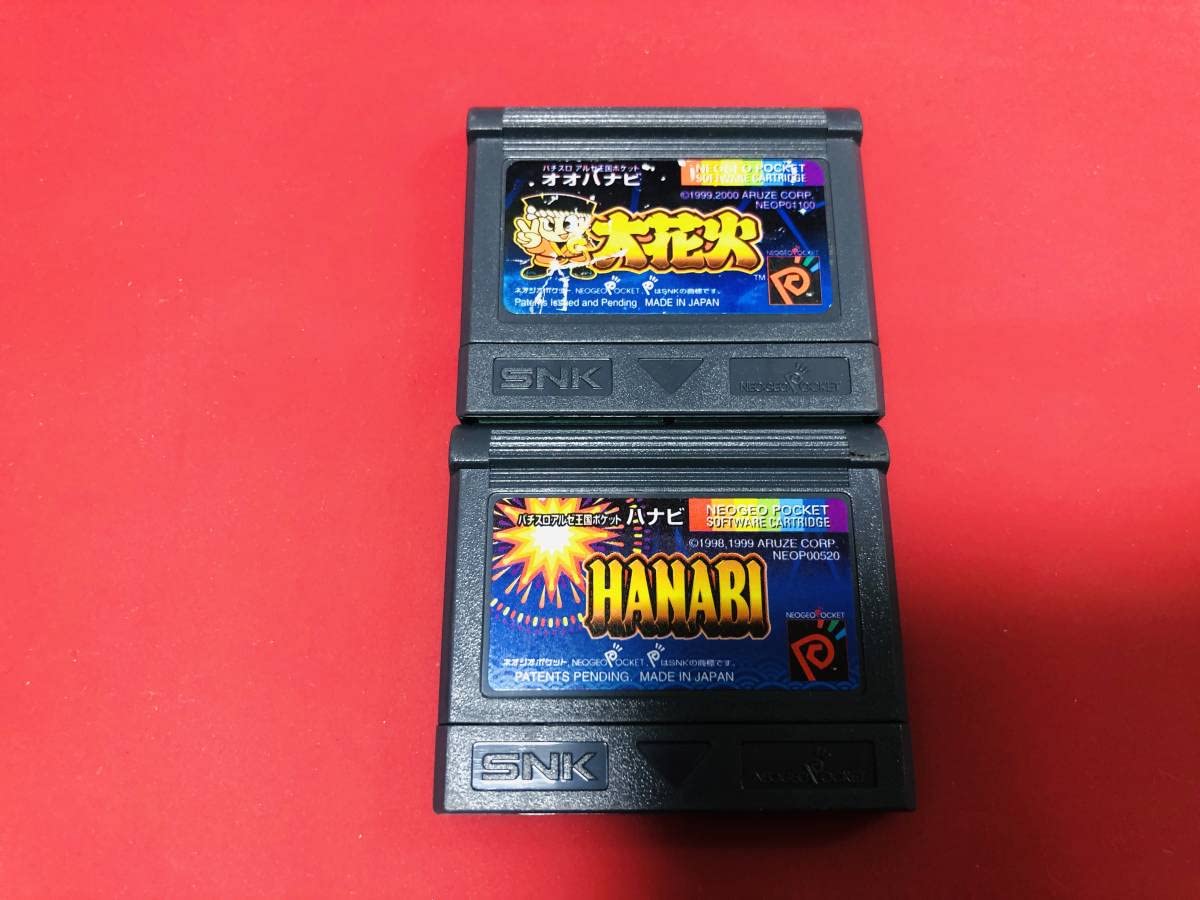 パチスロ アルゼ王国ポケット
オオハナビ
NEOGEO POCKET
SOFTWARE CARTRIDGE
©1999,2000 ARUZE CORP.
NEOP01100
大花火
TM
NEOGEO POCKET
ネオジオポケット, NEOGEO POCKET, PはSNKの商標です。
Patents Issued and Pending MADE IN JAPAN
SNK
NEOGEO POCKET
パチスロアルゼ王国ポケット ハナビ
NEOGEO POCKET
SOFTWARE CARTRIDGE
©1998,1999 ARUZE CORP.
NEOP00520
HANABI
NEOGEO POCKET
ネオジオポケット, NEOGEO POCKET, PはSNKの商標です。
PATENTS PENDING. MADE IN JAPAN
SNK
NEOGEO POCKET